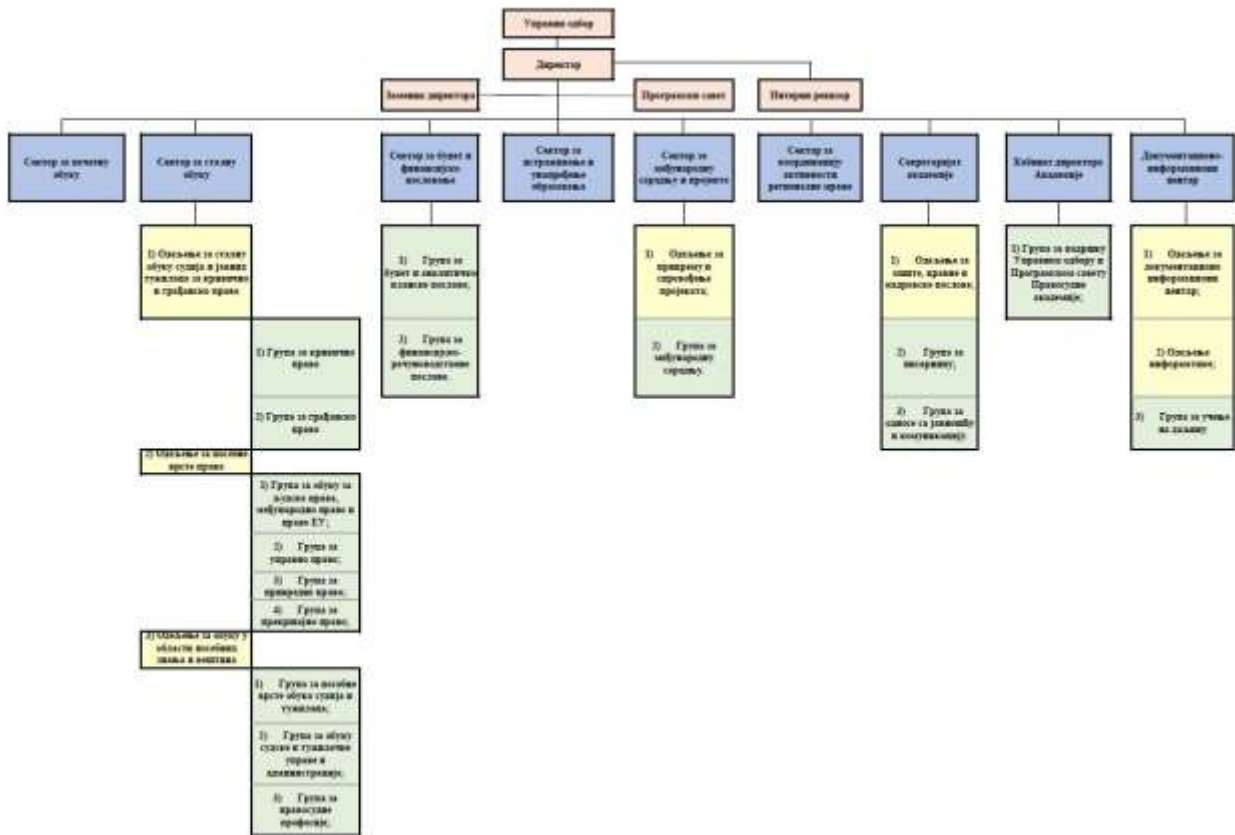 Управни одбор
Директор
Заменик директора
Програмски савет
Интерни ревизор
Сектор за почетну
обуку
Сектор за сталну
обуку
Сектор за буџет и
финансијско
пословање
Сектор за
истраживање и
унапређење
образовања
Сектор за
међународну
сарадњу и пројекте
Сектор за
координацију
активности
Секретаријат
академије
Кабинет директора
Академије
Документационо-
информациони
центар
1) Одељење за сталну
обуку судија и јавних
тужилаца за кривично
и грађанско право
1) Група за кривично
право
2) Група за грађанско
право
2) Одељење за посебне
врсте права
1) Група за обуку за
људска права,
међународно право и
право ЕУ;
2) Група за
управно право;
3) Група за
привредно право;
4) Група за
прекршајно право;
3) Одељење за обуку у
области посебних
знања и вештина
1) Група за посебне
врсте обука судија и
тужилаца;
2) Група за обуку
судске и тужилачке
управе и
администрације;
3) Група за
правосудне
професије;
1) Група за
буџет и аналитичко
планске послове;
2) Група за
финансијско-
рачуноводствене
послове.
1) Одељење за
припрему и
спровођење
пројеката;
2) Група за
међународну
сарадњу.
1) Одељење за
опште, правне и
кадровске послове;
2) Група за
писарницу;
3) Група за
односе са јавношћу
и комуникацију.
1) Група за подршку
Управном одбору и
Програмском савету
Правосудне
академије;
1) Одељење за
документационо
информациони
центар;
2) Одељење
информатике;
3) Група за учење
на даљину